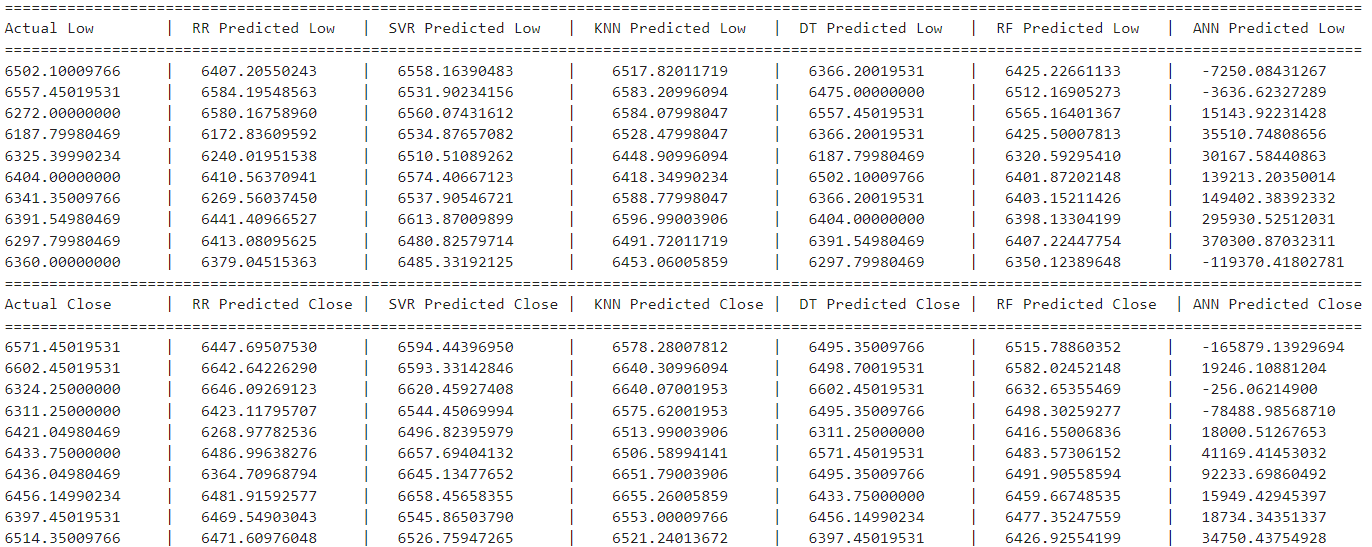 ===========================================================================================================================================================
Actual Low | RR Predicted Low | SVR Predicted Low | KNN Predicted Low | DT Predicted Low | RF Predicted Low | ANN Predicted Low
===========================================================================================================================================================
6502.10009766 | 6407.20550243 | 6558.16390483 | 6517.82011719 | 6366.20019531 | 6425.22661133 | -7250.08431267
6557.45019531 | 6584.19548563 | 6531.90234156 | 6583.20996094 | 6475.00000000 | 6512.16905273 | -3636.62327289
6272.00000000 | 6580.16758960 | 6560.07431612 | 6584.07998047 | 6557.45019531 | 6565.16401367 | 15143.92231428
6187.79980469 | 6172.83609592 | 6534.87657082 | 6528.47998047 | 6366.20019531 | 6425.50007813 | 35510.74808656
6325.39990234 | 6240.01951538 | 6510.51089262 | 6448.90996094 | 6187.79980469 | 6320.59295410 | 30167.58440863
6404.00000000 | 6410.56370941 | 6574.40667123 | 6418.34990234 | 6502.10009766 | 6401.87202148 | 139213.20350014
6341.35009766 | 6269.56037450 | 6537.90546721 | 6588.77998047 | 6366.20019531 | 6403.15211426 | 149402.38392332
6391.54980469 | 6441.40966527 | 6613.87009899 | 6596.99003906 | 6404.00000000 | 6398.13304199 | 295930.52512031
6297.79980469 | 6413.08095625 | 6480.82579714 | 6491.72011719 | 6391.54980469 | 6407.22447754 | 370300.87032311
6360.00000000 | 6379.04515363 | 6485.33192125 | 6453.06005859 | 6297.79980469 | 6350.12389648 | -119370.41802781
===========================================================================================================================================================
Actual Close | RR Predicted Close | SVR Predicted Close | KNN Predicted Close | DT Predicted Close | RF Predicted Close | ANN Predicted Close
===========================================================================================================================================================
6571.45019531 | 6447.69507530 | 6594.44396950 | 6578.28007812 | 6495.35009766 | 6515.78860352 | -165879.13929694
6602.45019531 | 6642.64226290 | 6593.33142846 | 6640.30996094 | 6498.70019531 | 6582.02452148 | 19246.10881204
6324.25000000 | 6646.09269123 | 6620.45927408 | 6640.07001953 | 6602.45019531 | 6632.65355469 | -256.06214900
6311.25000000 | 6423.11795707 | 6544.45069994 | 6575.62001953 | 6495.35009766 | 6498.30259277 | -78488.98568710
6421.04980469 | 6268.97782536 | 6496.82395979 | 6513.99003906 | 6311.25000000 | 6416.55006836 | 18000.51267653
6433.75000000 | 6486.99638276 | 6657.69404132 | 6506.58994141 | 6571.45019531 | 6483.57306152 | 41169.41453032
6436.04980469 | 6364.70968794 | 6645.13477652 | 6651.79003906 | 6495.35009766 | 6491.90558594 | 92233.69860492
6456.14990234 | 6481.91592577 | 6658.45658355 | 6655.26005859 | 6433.75000000 | 6459.66748535 | 15949.42945397
6397.45019531 | 6469.54903043 | 6545.86503790 | 6553.00009766 | 6456.14990234 | 6477.35247559 | 18734.34351337
6514.35009766 | 6471.60976048 | 6526.75947265 | 6521.24013672 | 6397.45019531 | 6426.92554199 | 34750.43754928